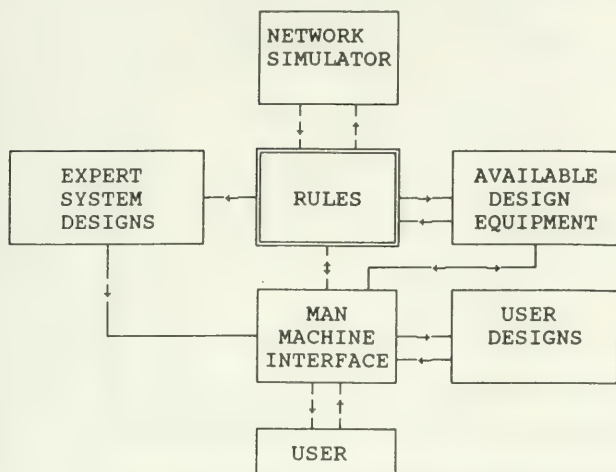 NETWORK
SIMULATOR
EXPERT
SYSTEM
DESIGNS
RULES
AVAILABLE
DESIGN
EQUIPMENT
MAN
MACHINE
INTERFACE
USER
DESIGNS
USER